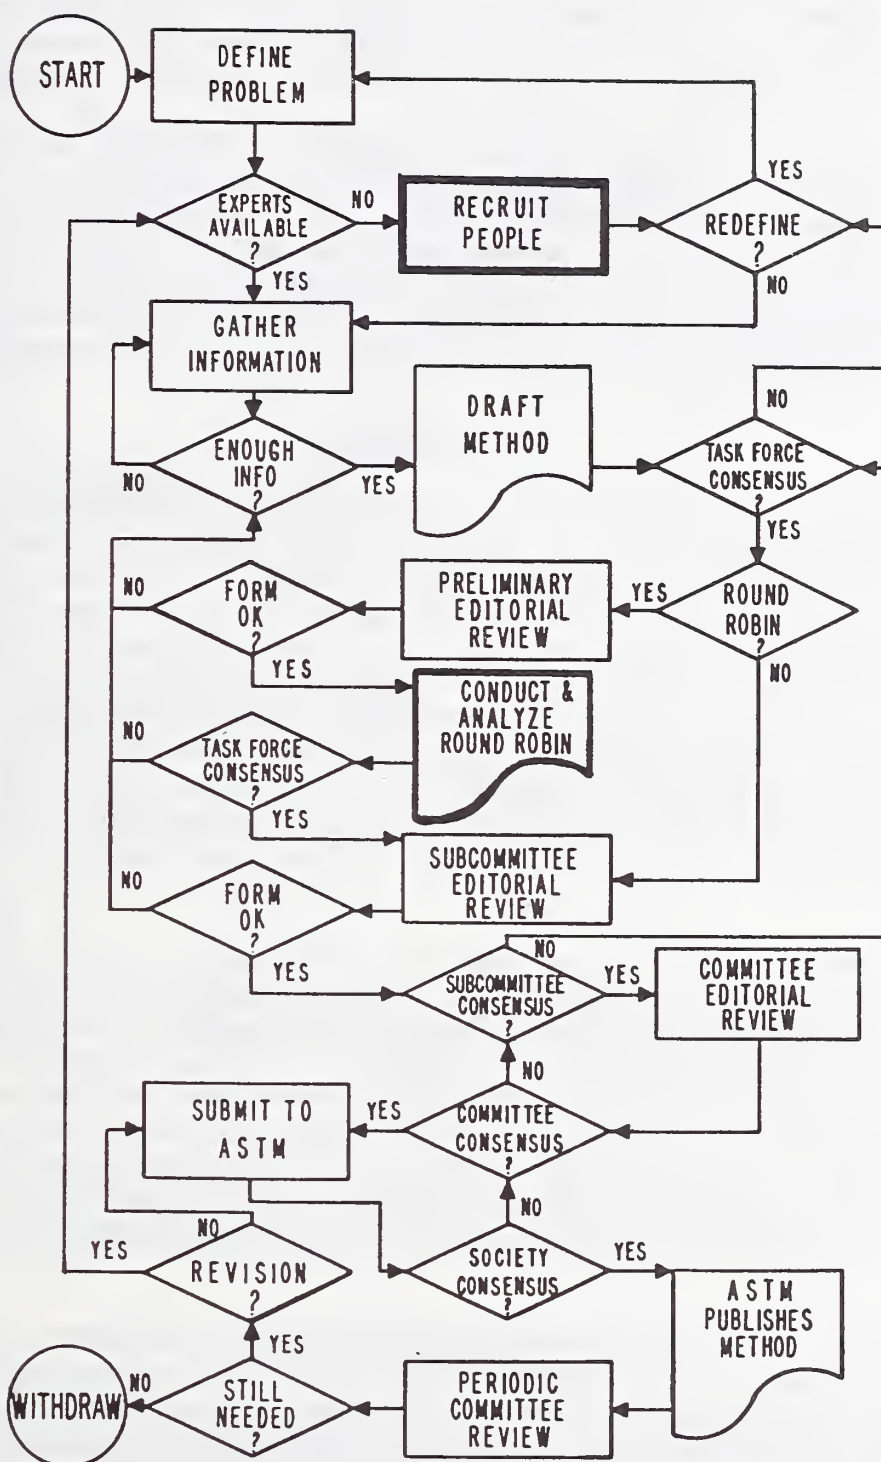 START
DEFINE
PROBLEM
YES
EXPERTS
AVAILABLE
?
NO
RECRUIT
PEOPLE
REDEFINE
?
YES
NO
GATHER
INFORMATION
DRAFT
METHOD
NO
ENOUGH
INFO
?
NO
YES
TASK FORCE
CONSENSUS
?
YES
NO
FORM
OK
?
PRELIMINARY
EDITORIAL
REVIEW
YES
ROUND
ROBIN
?
YES
NO
CONDUCT &
ANALYZE
ROUND ROBIN
NO
TASK FORCE
CONSENSUS
?
YES
SUBCOMMITTEE
EDITORIAL
REVIEW
NO
FORM
OK
?
YES
NO
SUBCOMMITTEE
CONSENSUS
?
YES
COMMITTEE
EDITORIAL
REVIEW
NO
SUBMIT TO
ASTM
YES
COMMITTEE
CONSENSUS
?
NO
NO
YES
REVISION
?
SOCIETY
CONSENSUS
?
YES
ASTM
PUBLISHES
METHOD
YES
WITHDRAW
NO
STILL
NEEDED
?
PERIODIC
COMMITTEE
REVIEW